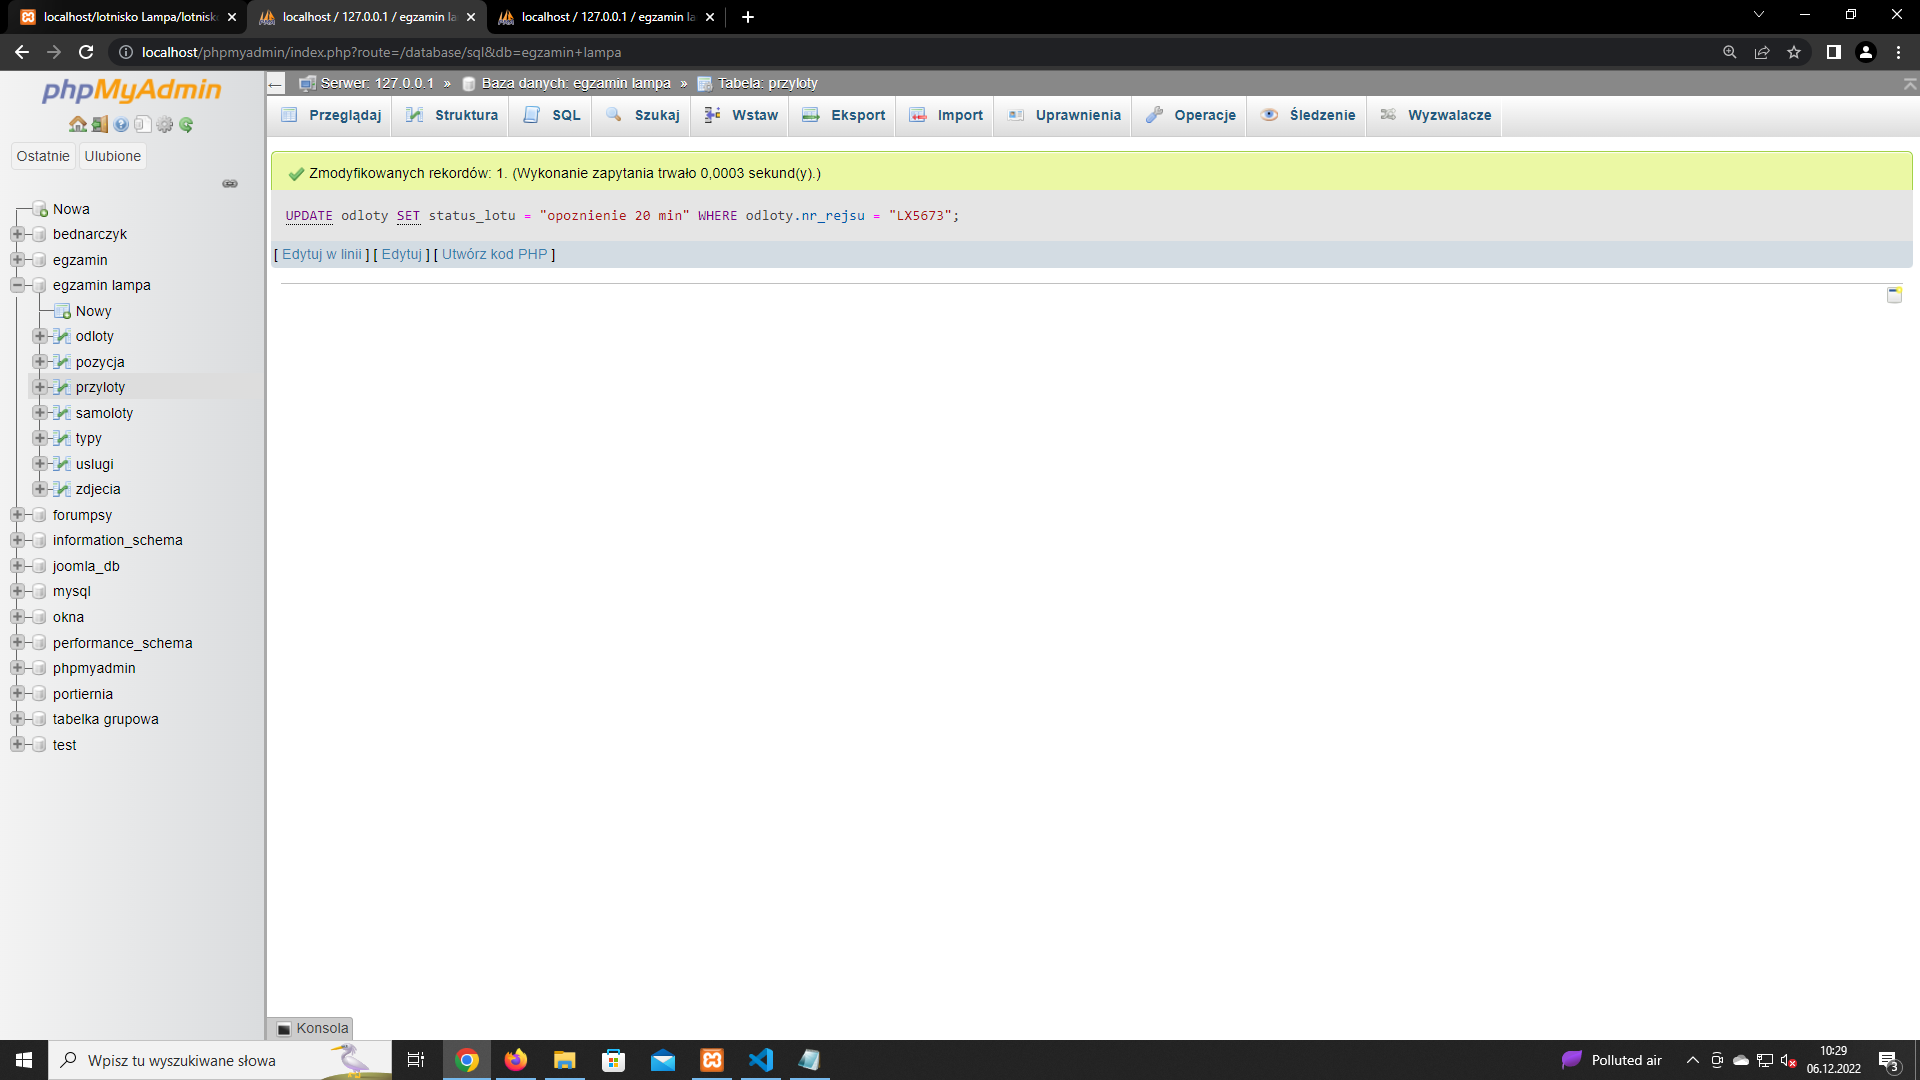 localhost/lotnisko Lampa/lotnisko
localhost / 127.0.0.1 / egzamin la
localhost / 127.0.0.1 / egzamin la
localhost/phpmyadmin/index.php?route=/database/sql&db=egzamin+lampa
phpMyAdmin
Ostatnie
Ulubione
Nowa
bednarczyk
egzamin
egzamin lampa
Nowy
odloty
pozycja
przyloty
samoloty
typy
uslugi
zdjecia
forumpsy
information_schema
joomla_db
mysql
okna
performance_schema
phpmyadmin
portiernia
tabelka grupowa
test
Serwer: 127.0.0.1 » Baza danych: egzamin lampa » Tabela: przyloty
Przeglądaj Struktura SQL Szukaj Wstaw Eksport Import Uprawnienia Operacje Śledzenie Wyzwalacze
Zmodyfikowanych rekordów: 1. (Wykonanie zapytania trwało 0,0003 sekund(y).)
UPDATE odloty SET status_lotu = "opoznienie 20 min" WHERE odloty.nr_rejsu = "LX5673";
[ Edytuj w linii ] [ Edytuj ] [ Utwórz kod PHP ]
Konsola
Wpisz tu wyszukiwane słowa
Polluted air
10:29
06.12.2022
3